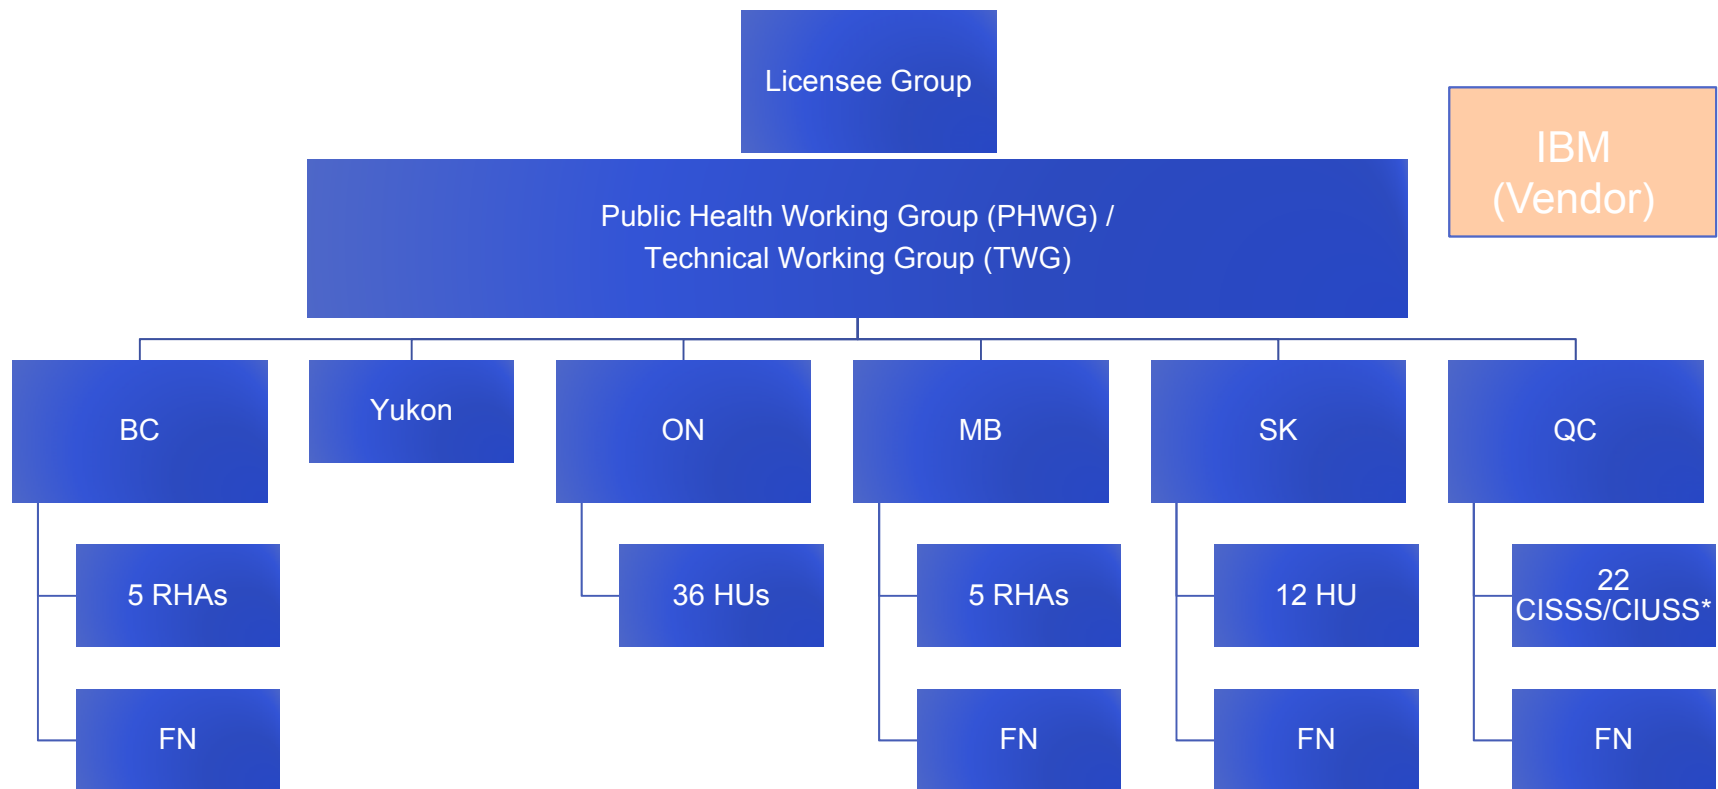 Licensee Group
IBM
(Vendor)
Public Health Working Group (PHWG) /
Technical Working Group (TWG)
BC
Yukon
ON
MB
SK
QC
5 RHAs
36 HUs
5 RHAs
12 HU
22
CISSS/CIUSS*
FN
FN
FN
FN